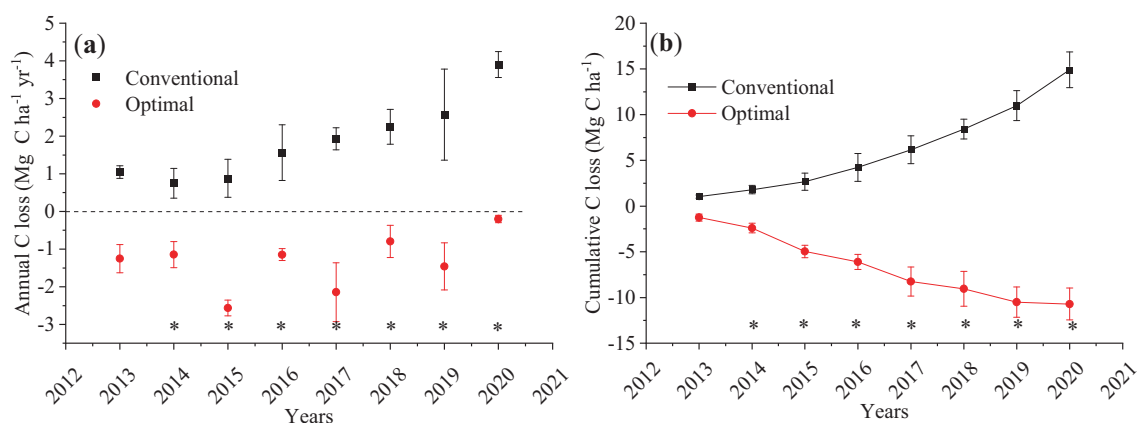 (a)
Conventional
Optimal
Annual C loss (Mg C ha-1 yr-1)
5
4
3
2
1
0
-1
-2
-3
* * * * * * *
2012 2013 2014 2015 2016 2017 2018 2019 2020 2021
Years
(b)
Conventional
Optimal
Cumulative C loss (Mg C ha-1)
20
15
10
5
0
-5
-10
-15
* * * * * * *
2012 2013 2014 2015 2016 2017 2018 2019 2020 2021
Years